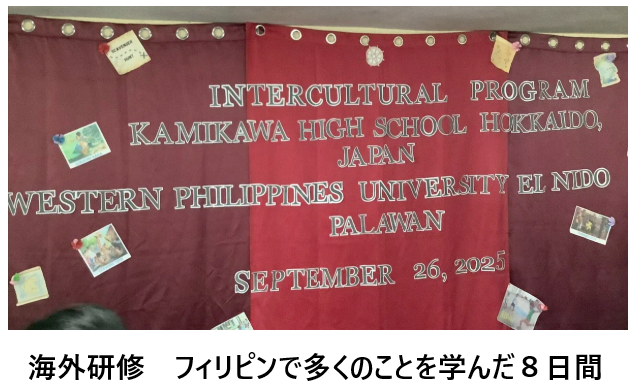 INTERCULTURAL PROGRAM
KAMIKAWA HIGH SCHOOL HOKKAIDO,
JAPAN
WESTERN PHILIPPINES UNIVERSITY EL NIDO
PALAWAN
SEPTEMBER 26, 2025
海外研修　フィリピンで多くのことを学んだ８日間